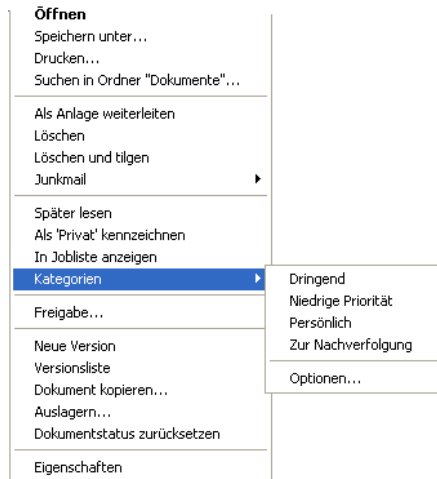 Öffnen
Speichern unter...
Drucken...
Suchen in Ordner "Dokumente"...
Als Anlage weiterleiten
Löschen
Löschen und tilgen
Junkmail
Später lesen
Als 'Privat' kennzeichnen
In Jobliste anzeigen
Kategorien
Freigabe...
Neue Version
Versionsliste
Dokument kopieren...
Auslagern...
Dokumentstatus zurücksetzen
Eigenschaften
Dringend
Niedrige Priorität
Persönlich
Zur Nachverfolgung
Optionen...